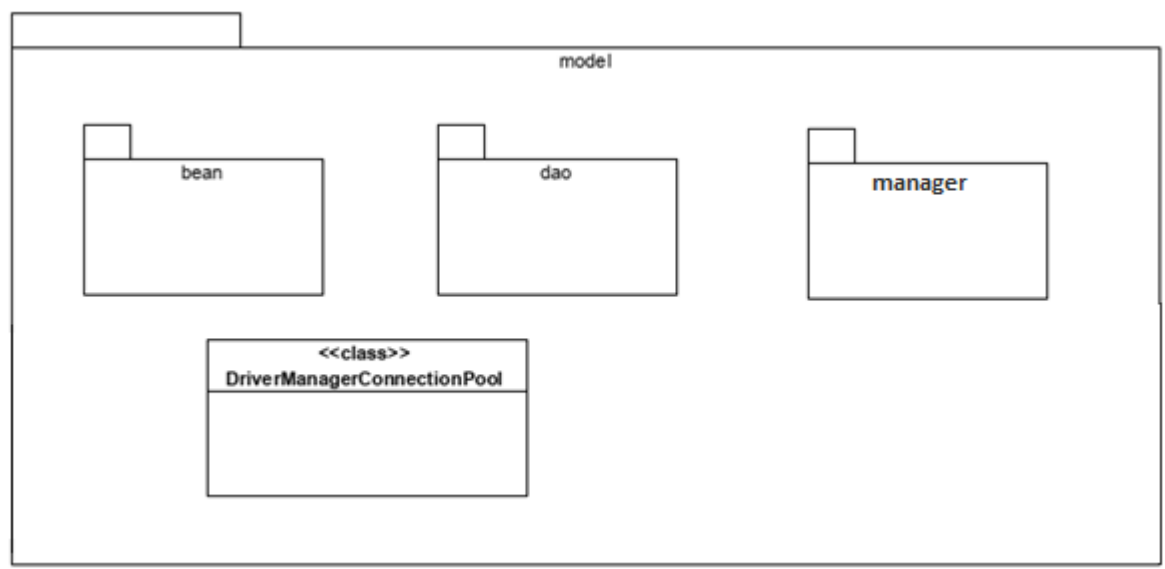 model
bean
dao
manager
<<class>>
DriverManagerConnectionPool